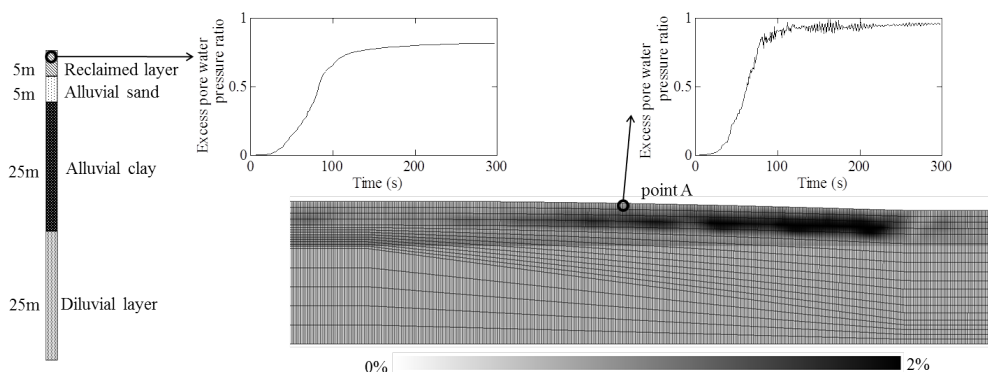 5m Reclaimed layer
5m Alluvial sand
25m Alluvial clay
25m Diluvial layer
Excess pore water
pressure ratio
1
0.5
0
0 100 200 300
Time (s)
Excess pore water
pressure ratio
1
0.5
0
0 100 200 300
Time (s)
point A
0% 2%